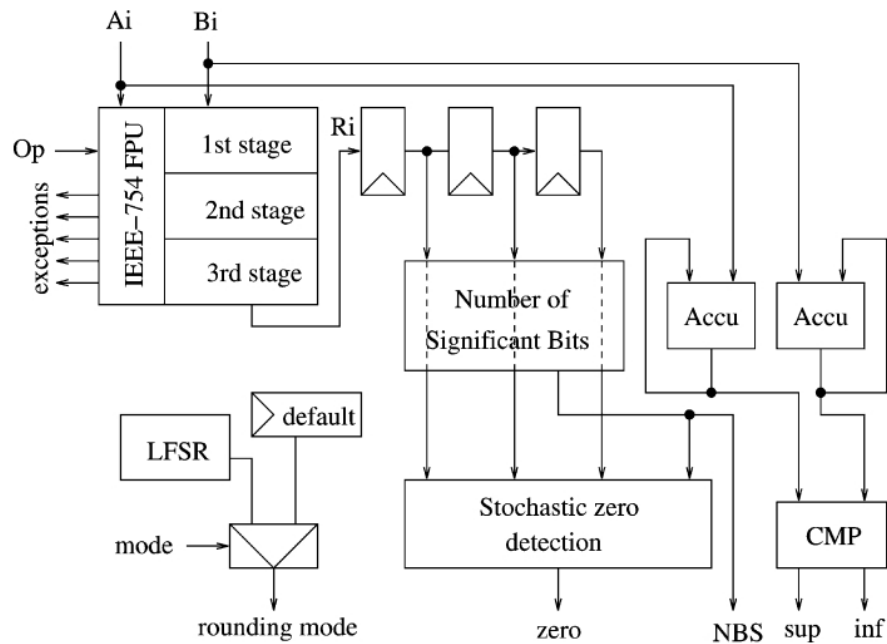 Ai
Bi
Op
exceptions
IEEE–754 FPU
1st stage
2nd stage
3rd stage
Ri
Number of
Significant Bits
Accu
Accu
LFSR
default
mode
rounding mode
Stochastic zero
detection
CMP
zero
NBS
sup
inf